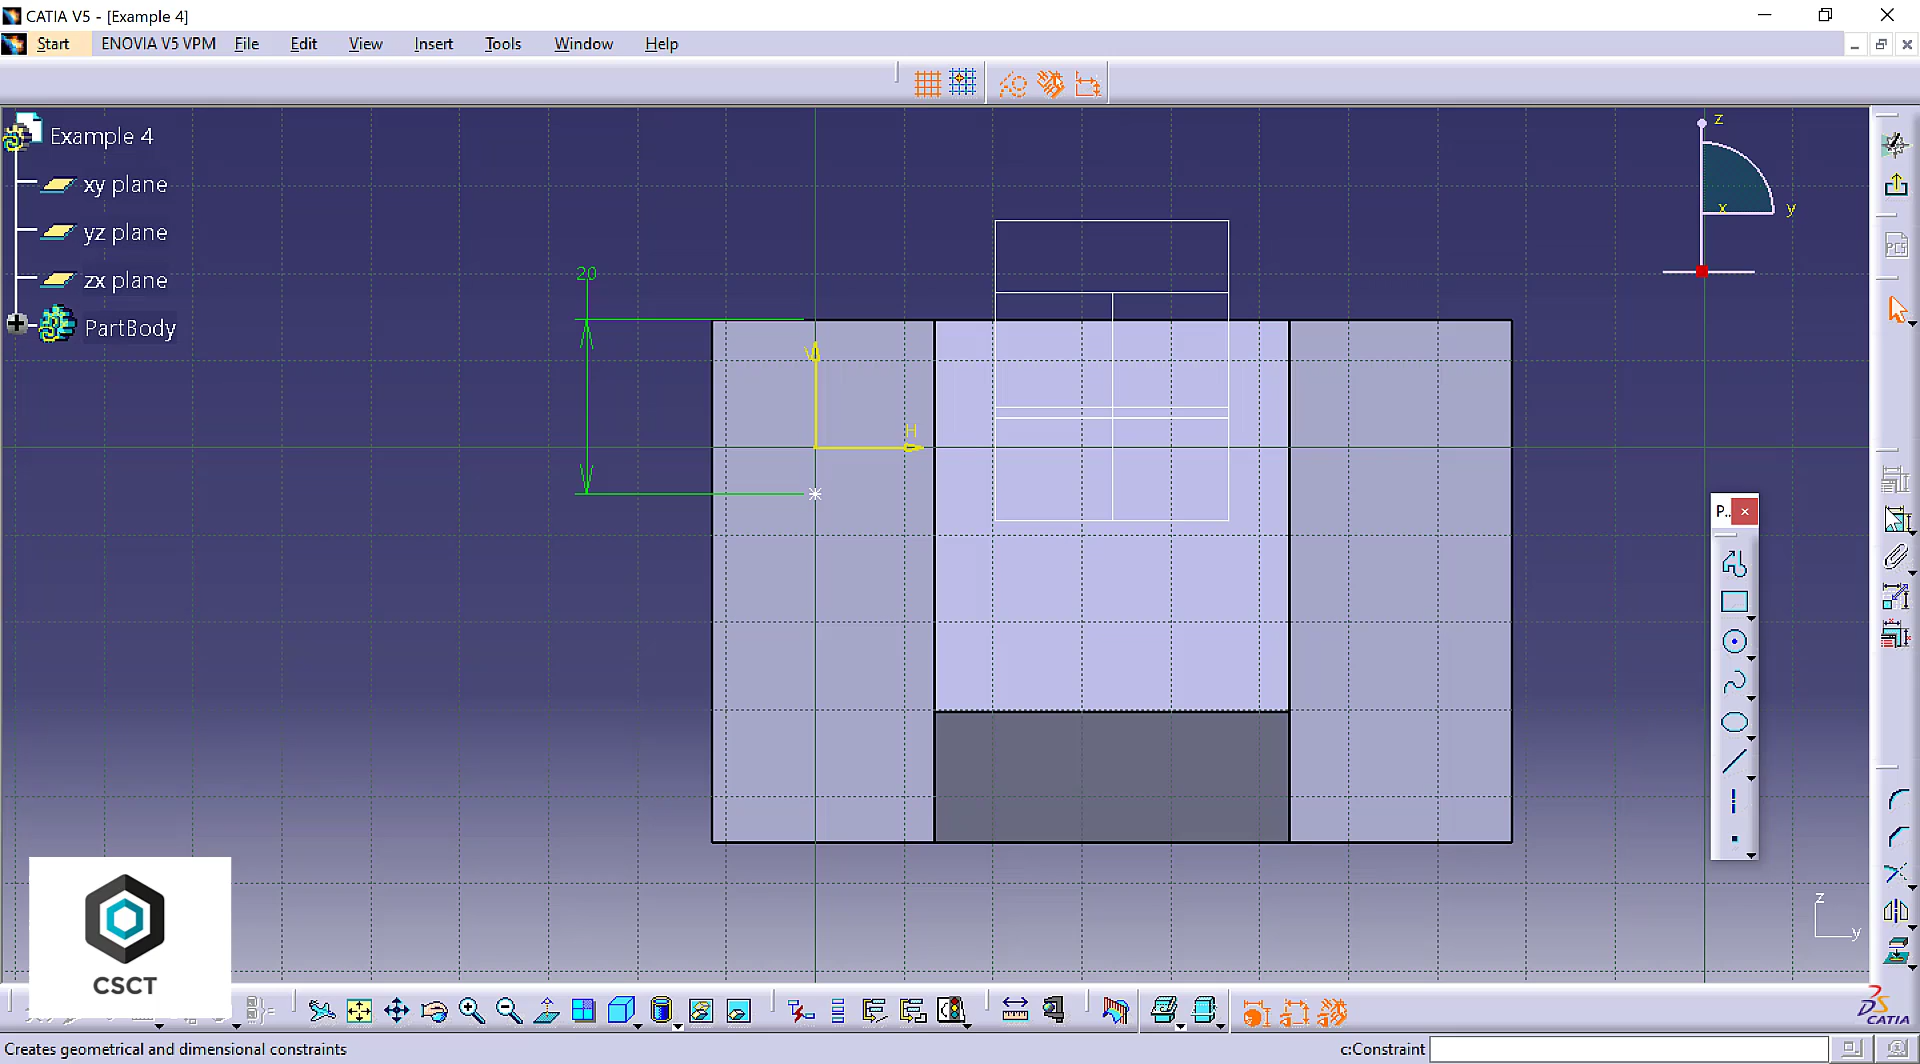 CATIA V5 - [Example 4]
Start ENOVIA V5 VPM File Edit View Insert Tools Window Help
Example 4
xy plane
yz plane
zx plane
PartBody
20
V
H
z
x
y
P..
PCS
z
y
CSCT
CATIA
Creates geometrical and dimensional constraints
c:Constraint